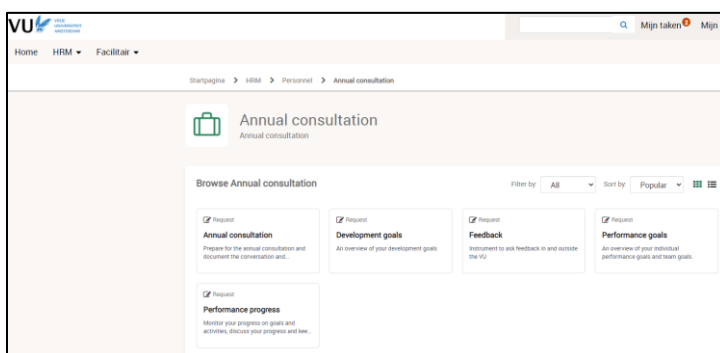 VU VRIJE UNIVERSITEIT AMSTERDAM
Mijn taken Mijn
Home HRM Facilitair
Startpagina > HRM > Personnel > Annual consultation
Annual consultation
Annual consultation
Browse Annual consultation
Filter by: All Sort by: Popular
Request
Annual consultation
Prepare for the annual consultation and
document the conversation and...
Request
Development goals
An overview of your development goals
Request
Feedback
Instrument to ask feedback in and outside
the VU
Request
Performance goals
An overview of your individual
performance goals and team goals.
Request
Performance progress
Monitor your progress on goals and
activities, discuss your progress and kee...